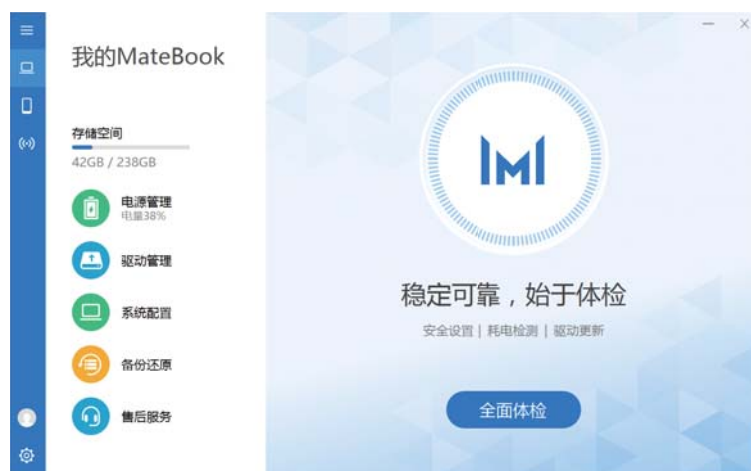 我的MateBook
存储空间
42GB / 238GB
电源管理
电量38%
驱动管理
系统配置
备份还原
售后服务
稳定可靠，始于体检
安全设置 | 耗电检测 | 驱动更新
全面体检